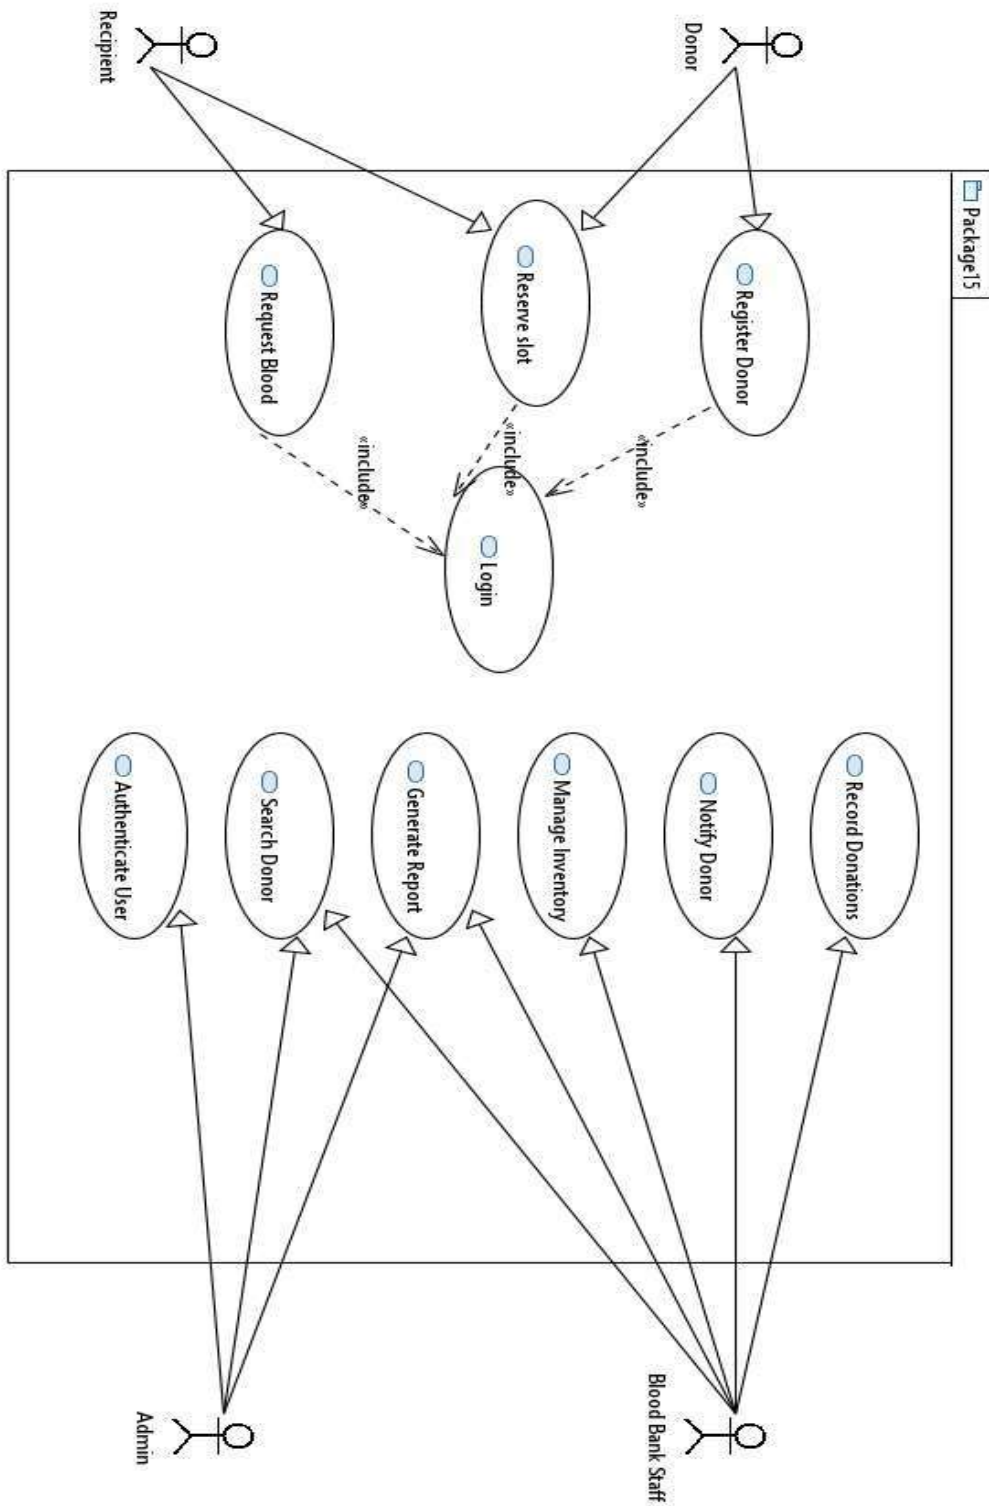 Package15
Donor
Recipient
Register Donor
Reserve slot
Request Blood
«include»
«include»
«include»
Login
Record Donations
Notify Donor
Manage Inventory
Generate Report
Search Donor
Authenticate User
Blood Bank Staff
Admin